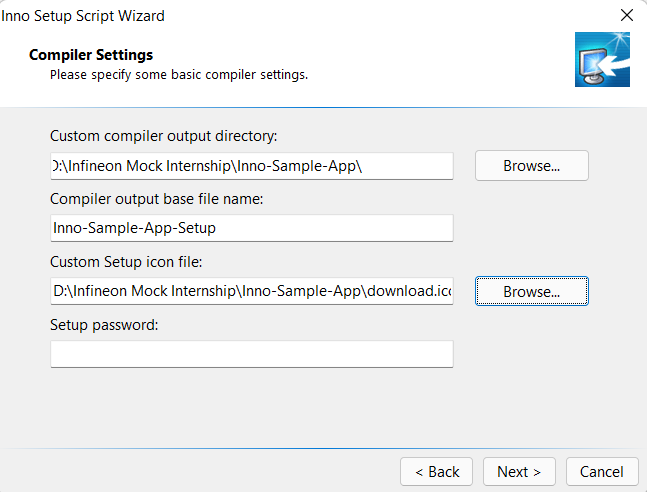 Inno Setup Script Wizard
Compiler Settings
Please specify some basic compiler settings.
Custom compiler output directory:
D:\Infineon Mock Internship\Inno-Sample-App\
Browse...
Compiler output base file name:
Inno-Sample-App-Setup
Custom Setup icon file:
D:\Infineon Mock Internship\Inno-Sample-App\download.ico
Browse...
Setup password:
< Back
Next >
Cancel